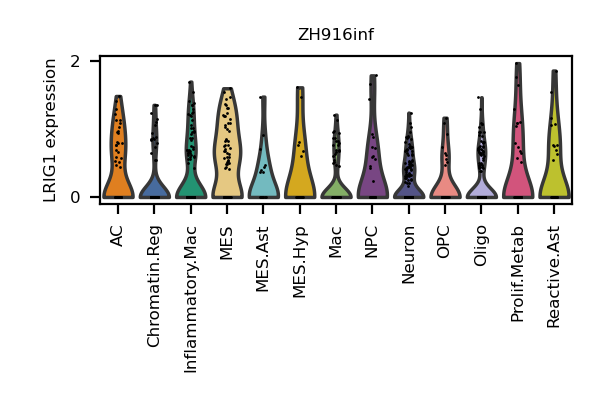 ZH916inf
LRIG1 expression
2
0
AC
Chromatin.Reg
Inflammatory.Mac
MES
MES.Ast
MES.Hyp
Mac
NPC
Neuron
OPC
Oligo
Prolif.Metab
Reactive.Ast